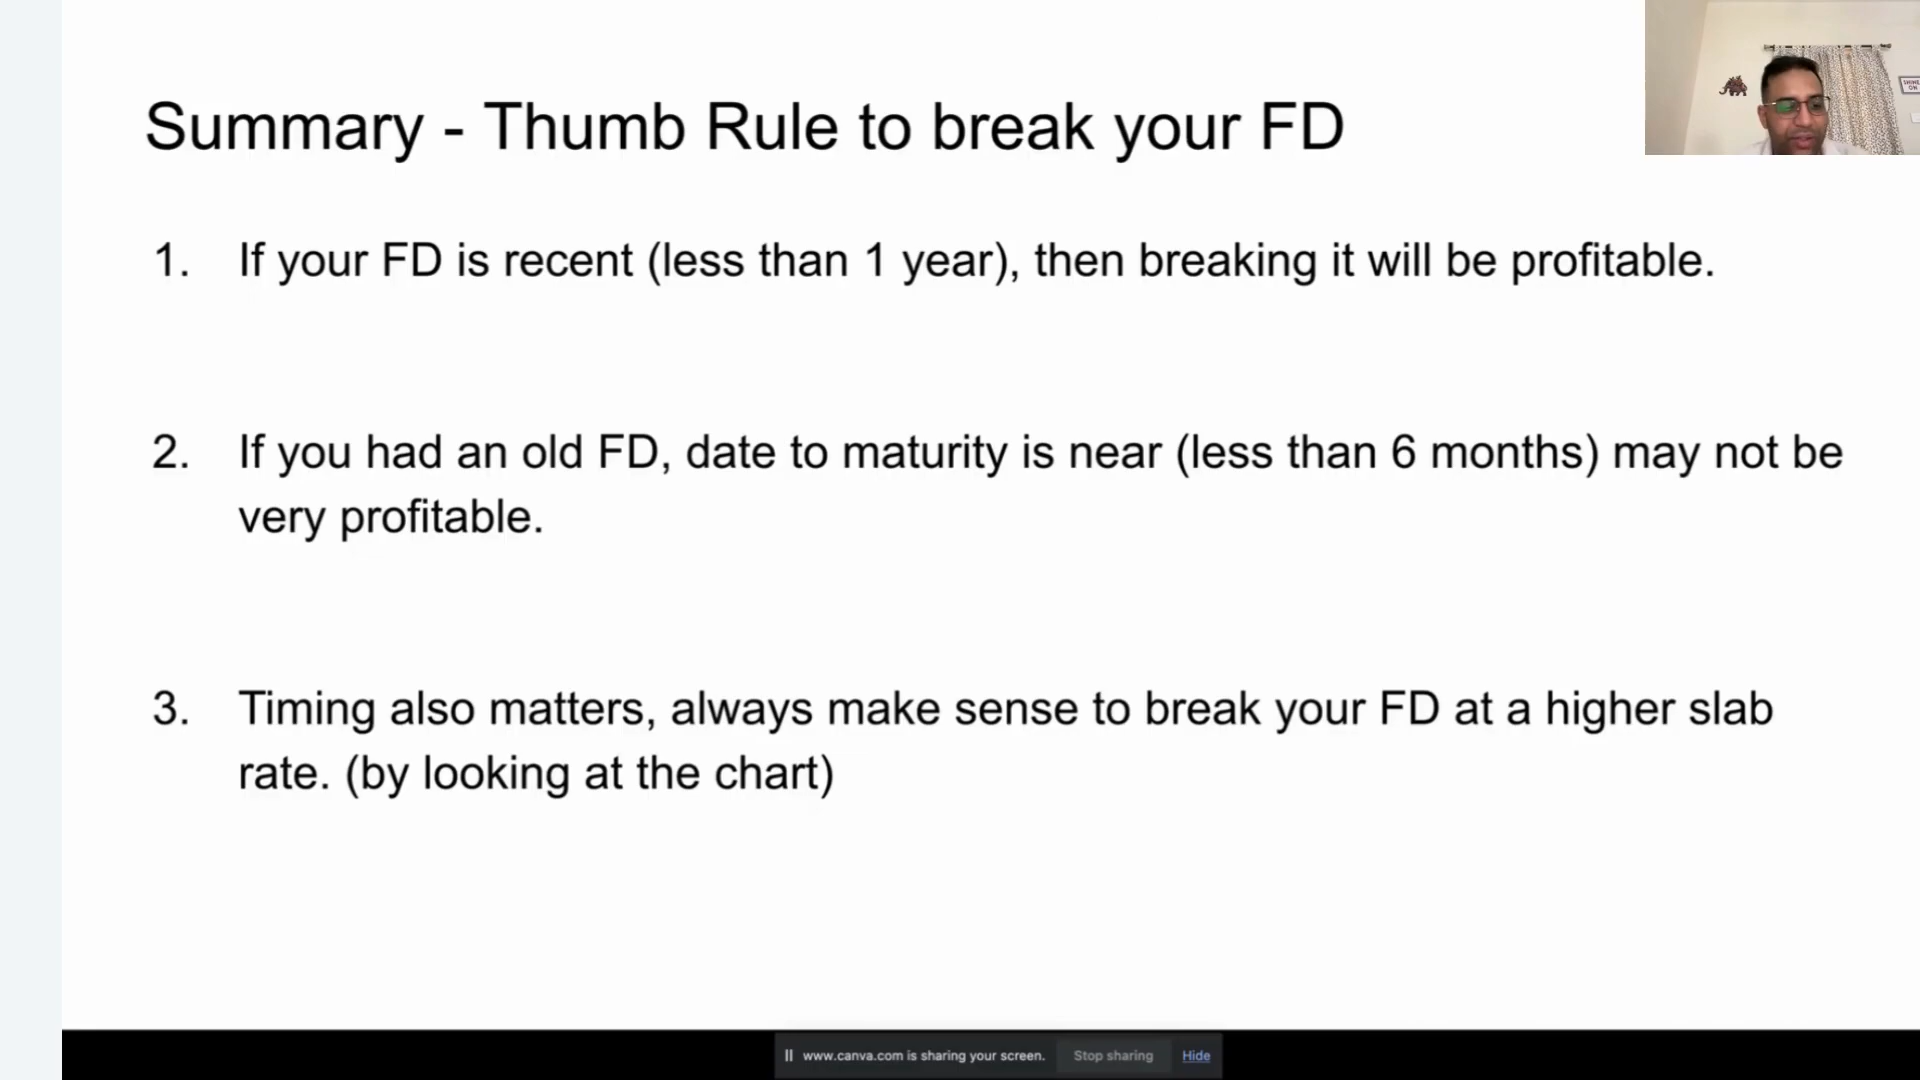 Summary - Thumb Rule to break your FD
SHINE
ON
1. If your FD is recent (less than 1 year), then breaking it will be profitable.
2. If you had an old FD, date to maturity is near (less than 6 months) may not be
very profitable.
3. Timing also matters, always make sense to break your FD at a higher slab
rate. (by looking at the chart)
www.canva.com is sharing your screen. Stop sharing Hide